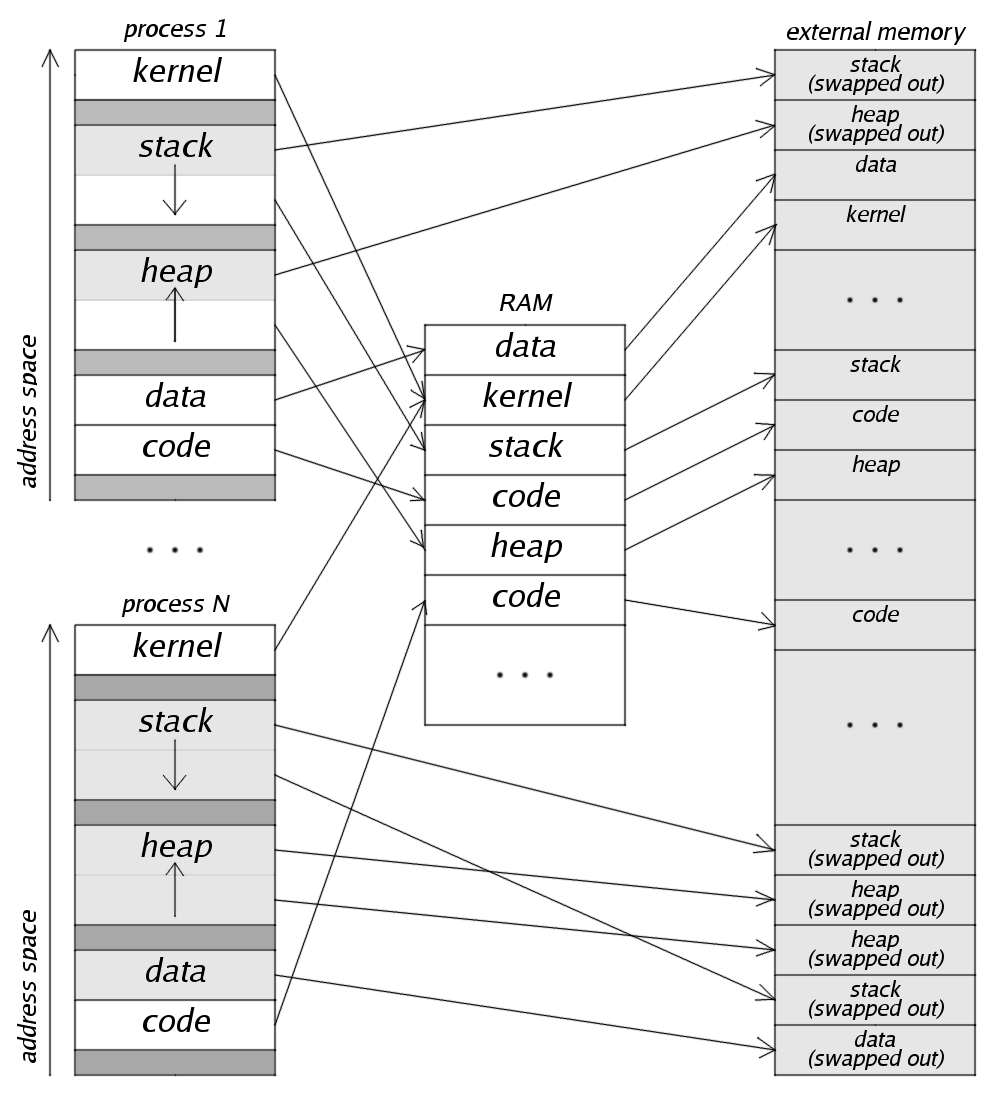 process 1
kernel
stack
heap
data
code
address space
. . .
process N
kernel
stack
heap
data
code
address space
RAM
data
kernel
stack
code
heap
code
. . .
external memory
stack
(swapped out)
heap
(swapped out)
data
kernel
. . .
stack
code
heap
. . .
code
. . .
stack
(swapped out)
heap
(swapped out)
heap
(swapped out)
stack
(swapped out)
data
(swapped out)